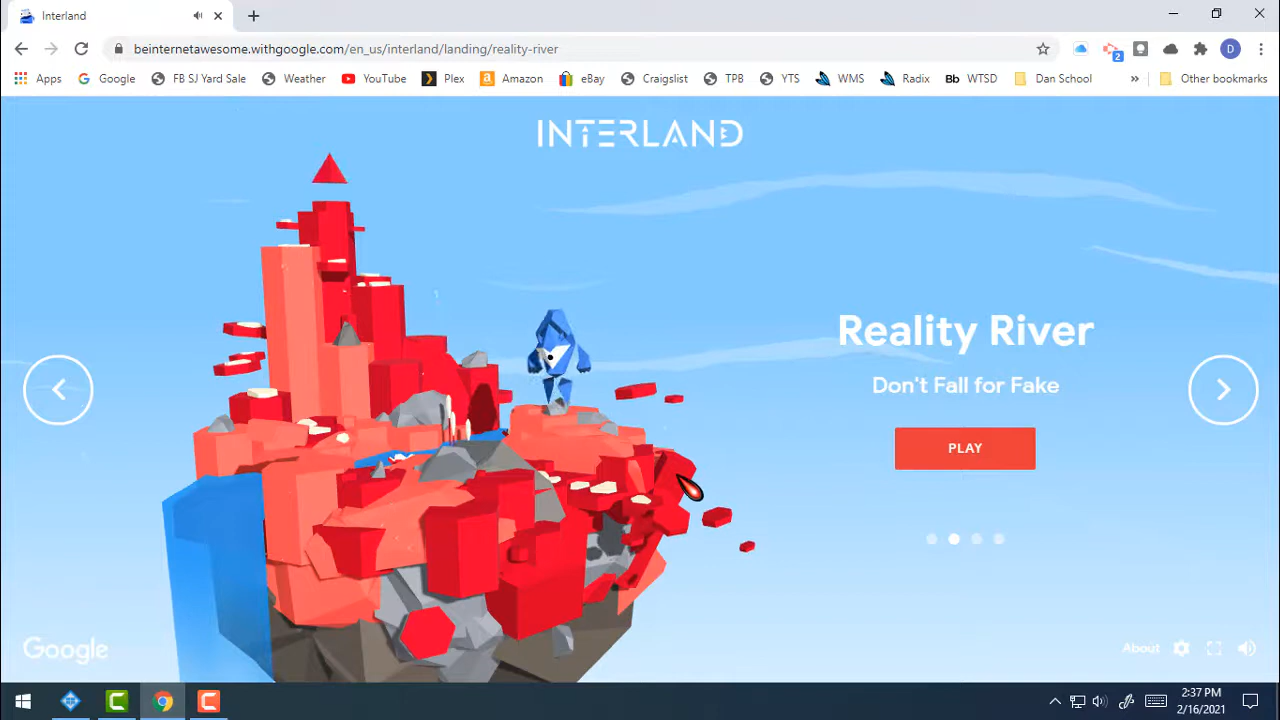 Interland
beinternetawesome.withgoogle.com/en_us/interland/landing/reality-river
2
D
Apps Google FB SJ Yard Sale Weather YouTube Plex Amazon eBay Craigslist TPB YTS WMS Radix Bb WTSD Dan School » Other bookmarks
INTERLAND
Reality River
Don't Fall for Fake
PLAY
Google
About
2:37 PM
2/16/2021